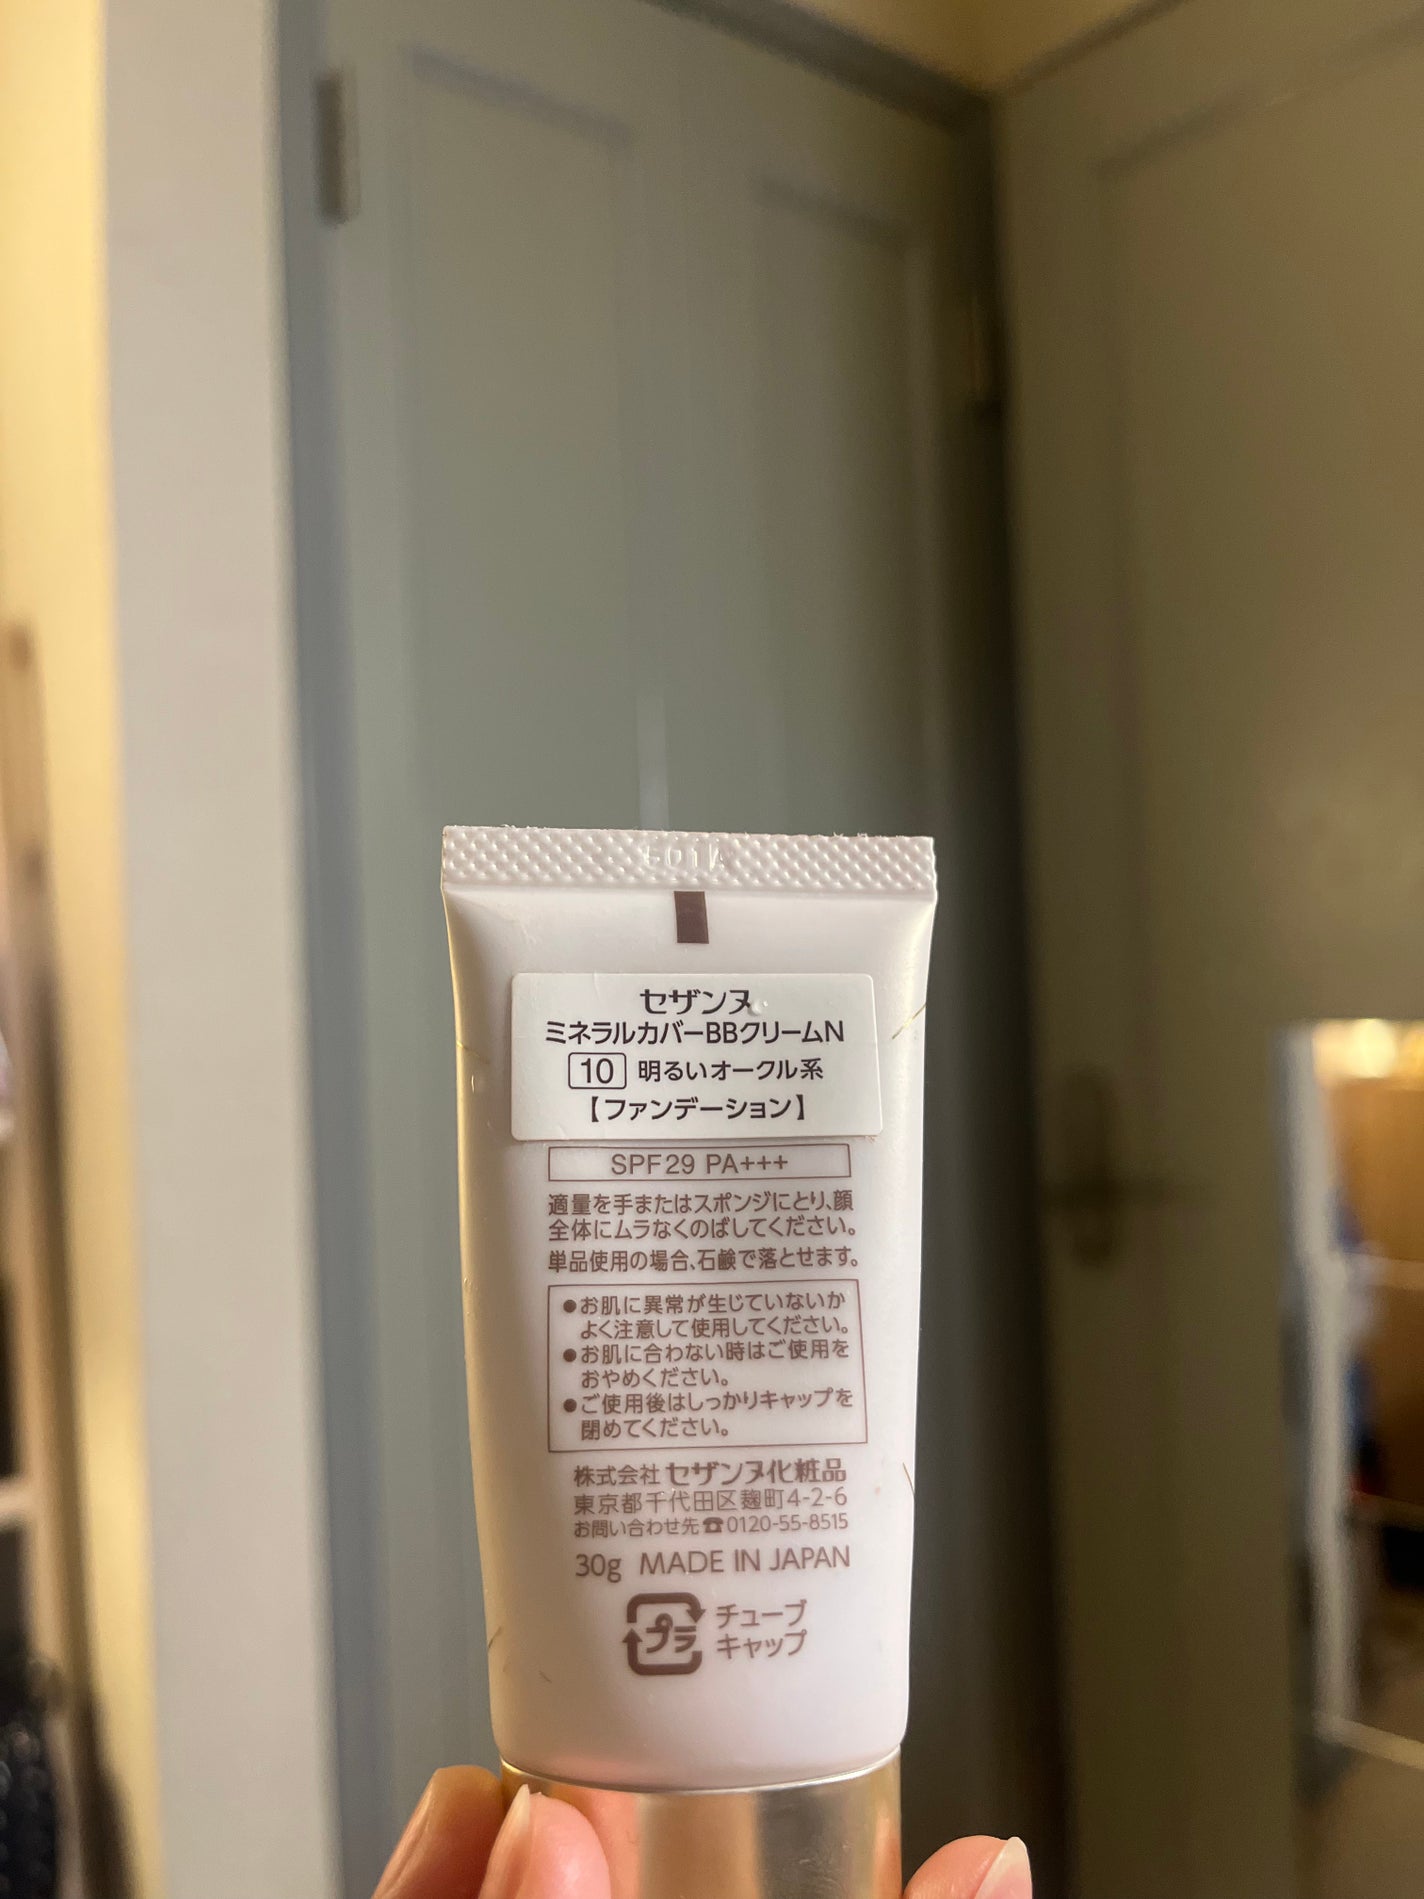 セザンヌ
ミネラルカバーBBクリームN
10 明るいオークル系
【ファンデーション】
SPF29 PA+++
適量を手またはスポンジにとり、顔
全体にムラなくのばしてください。
単品使用の場合、石鹸で落とせます。
●お肌に異常が生じていないか
よく注意して使用してください。
●お肌に合わない時はご使用を
おやめください。
●ご使用後はしっかりキャップを
閉めてください。
株式会社 セザンヌ化粧品
東京都千代田区麹町4-2-6
お問い合わせ先☎0120-55-8515
30g MADE IN JAPAN
プラ チューブ
キャップ